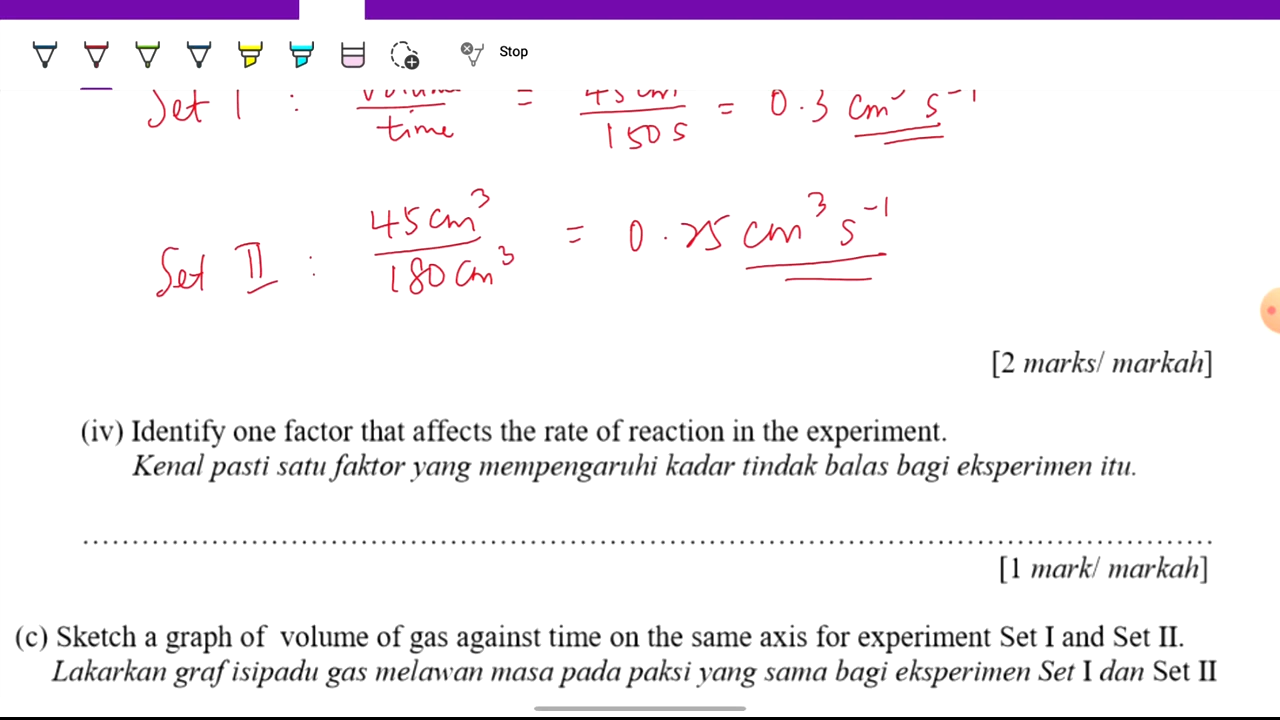 Stop
Set I : volume/time = 45 cm³/150 s = 0.3 cm³ s⁻¹
Set II : 45 cm³/180 cm³ = 0.25 cm³ s⁻¹
[2 marks/ markah]
(iv) Identify one factor that affects the rate of reaction in the experiment.
Kenal pasti satu faktor yang mempengaruhi kadar tindak balas bagi eksperimen itu.
[1 mark/ markah]
(c) Sketch a graph of volume of gas against time on the same axis for experiment Set I and Set II.
Lakarkan graf isipadu gas melawan masa pada paksi yang sama bagi eksperimen Set I dan Set II